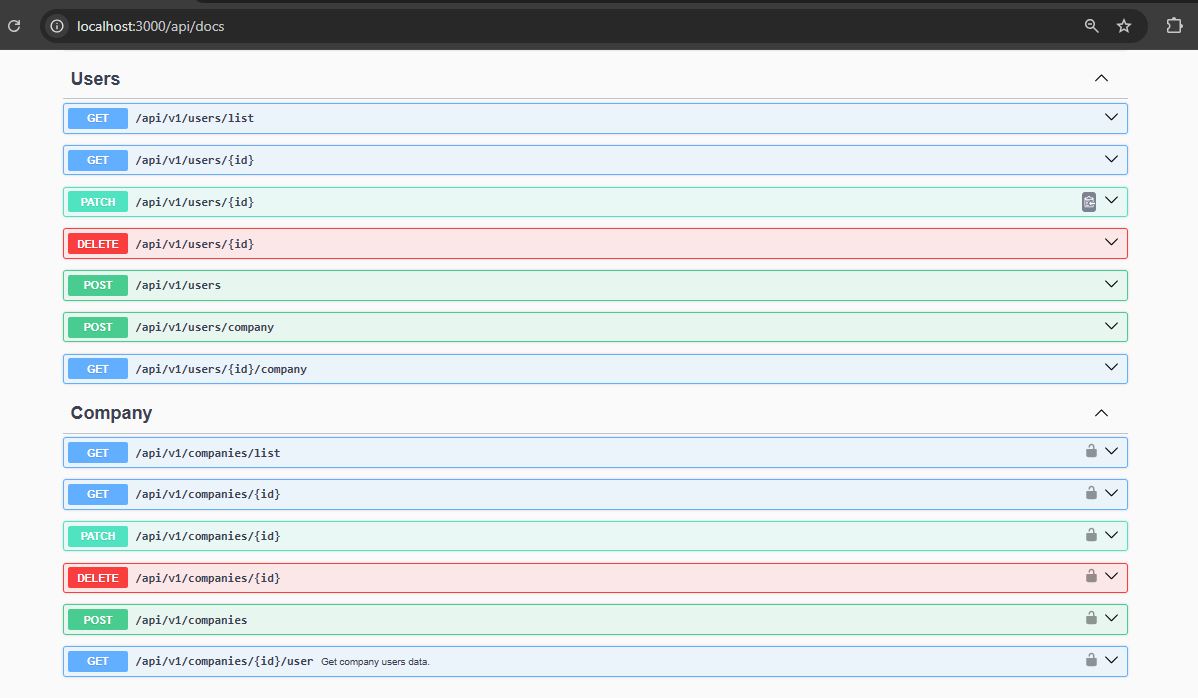 localhost:3000/api/docs
Users
GET /api/v1/users/list
GET /api/v1/users/{id}
PATCH /api/v1/users/{id}
DELETE /api/v1/users/{id}
POST /api/v1/users
POST /api/v1/users/company
GET /api/v1/users/{id}/company
Company
GET /api/v1/companies/list
GET /api/v1/companies/{id}
PATCH /api/v1/companies/{id}
DELETE /api/v1/companies/{id}
POST /api/v1/companies
GET /api/v1/companies/{id}/user Get company users data.